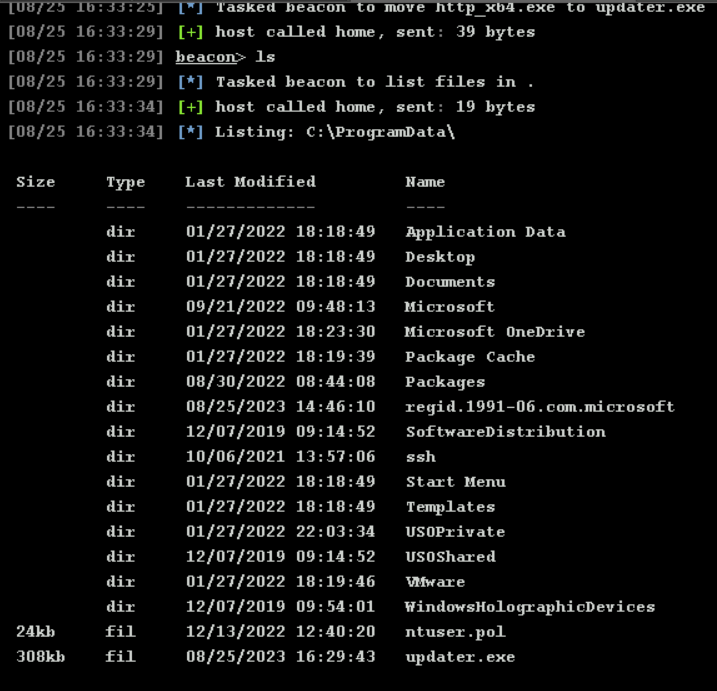 [08/25 16:33:25] [*] Tasked beacon to move http_x64.exe to updater.exe
[08/25 16:33:29] [+] host called home, sent: 39 bytes
[08/25 16:33:29] beacon> ls
[08/25 16:33:29] [*] Tasked beacon to list files in .
[08/25 16:33:34] [+] host called home, sent: 19 bytes
[08/25 16:33:34] [*] Listing: C:\ProgramData\
Size Type Last Modified Name
---- ---- ------------- ----
dir 01/27/2022 18:18:49 Application Data
dir 01/27/2022 18:18:49 Desktop
dir 01/27/2022 18:18:49 Documents
dir 09/21/2022 09:48:13 Microsoft
dir 01/27/2022 18:23:30 Microsoft OneDrive
dir 01/27/2022 18:19:39 Package Cache
dir 08/30/2022 08:44:08 Packages
dir 08/25/2023 14:46:10 regid.1991-06.com.microsoft
dir 12/07/2019 09:14:52 SoftwareDistribution
dir 10/06/2021 13:57:06 ssh
dir 01/27/2022 18:18:49 Start Menu
dir 01/27/2022 18:18:49 Templates
dir 01/27/2022 22:03:34 USOPrivate
dir 12/07/2019 09:14:52 USOShared
dir 01/27/2022 18:19:46 VMware
dir 12/07/2019 09:54:01 WindowsHolographicDevices
24kb fil 12/13/2022 12:40:20 ntuser.pol
308kb fil 08/25/2023 16:29:43 updater.exe